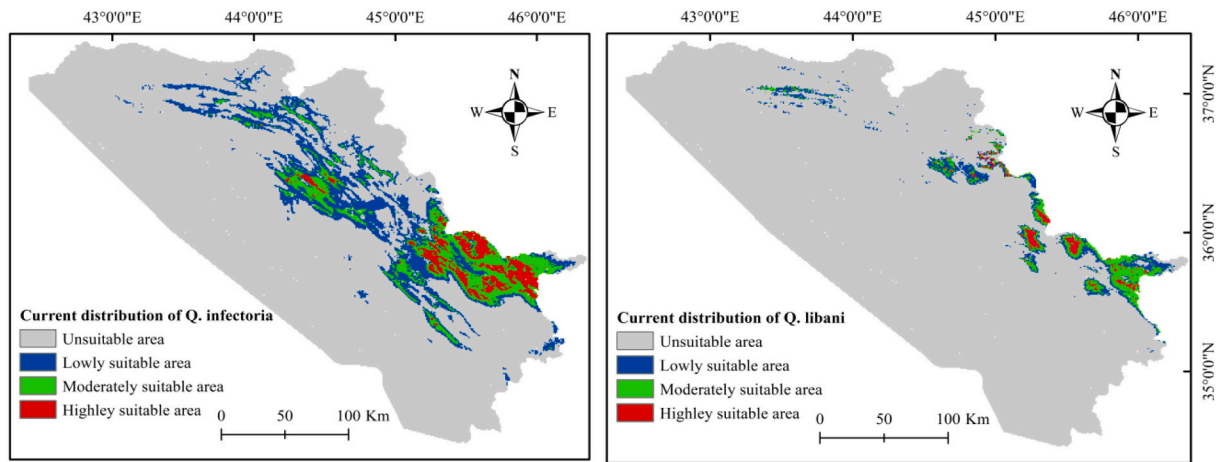 43°0'0"E 44°0'0"E 45°0'0"E 46°0'0"E
N
W E
S
Current distribution of Q. infectoria
Unsuitable area
Lowly suitable area
Moderately suitable area
Highley suitable area
0 50 100 Km
43°0'0"E 44°0'0"E 45°0'0"E 46°0'0"E
N
W E
S
37°0'0"N
36°0'0"N
35°0'0"N
Current distribution of Q. libani
Unsuitable area
Lowly suitable area
Moderately suitable area
Highley suitable area
0 50 100 Km